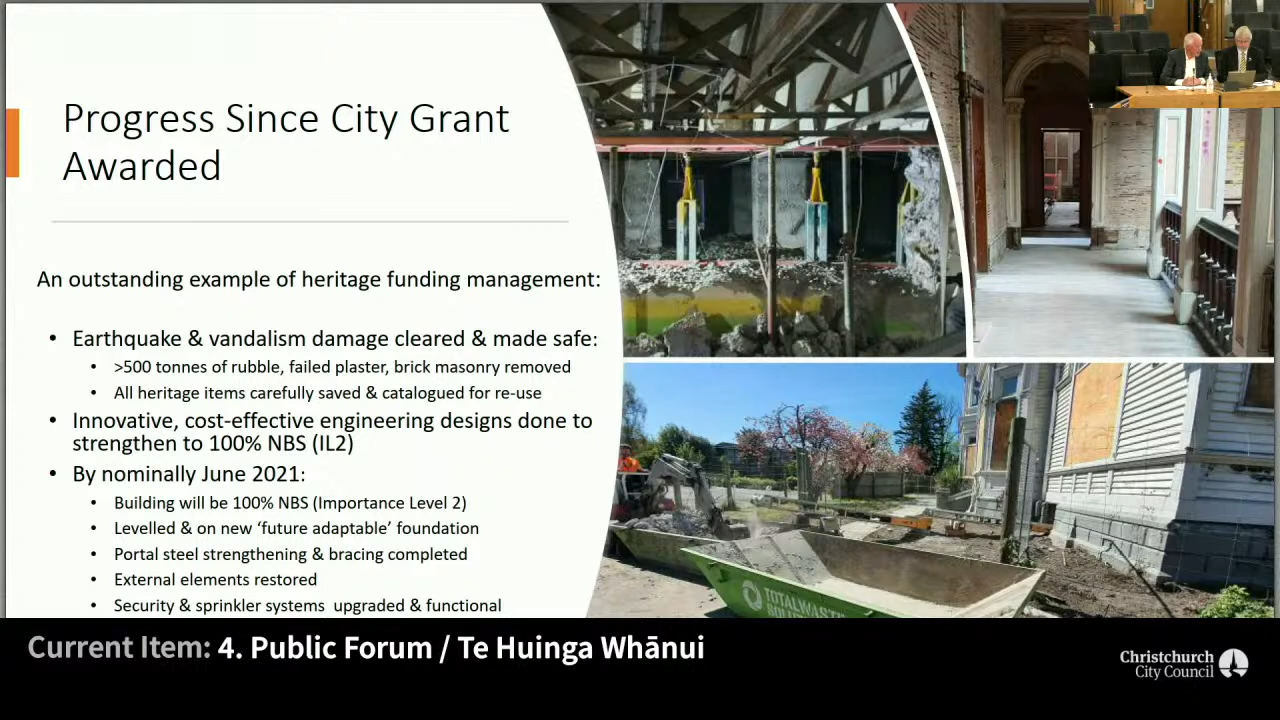 Progress Since City Grant
Awarded
An outstanding example of heritage funding management:
• Earthquake & vandalism damage cleared & made safe:
• >500 tonnes of rubble, failed plaster, brick masonry removed
• All heritage items carefully saved & catalogued for re-use
• Innovative, cost-effective engineering designs done to
strengthen to 100% NBS (IL2)
• By nominally June 2021:
• Building will be 100% NBS (Importance Level 2)
• Levelled & on new ‘future adaptable’ foundation
• Portal steel strengthening & bracing completed
• External elements restored
• Security & sprinkler systems upgraded & functional
Current Item: 4. Public Forum / Te Huinga Whānui
Christchurch
City Council